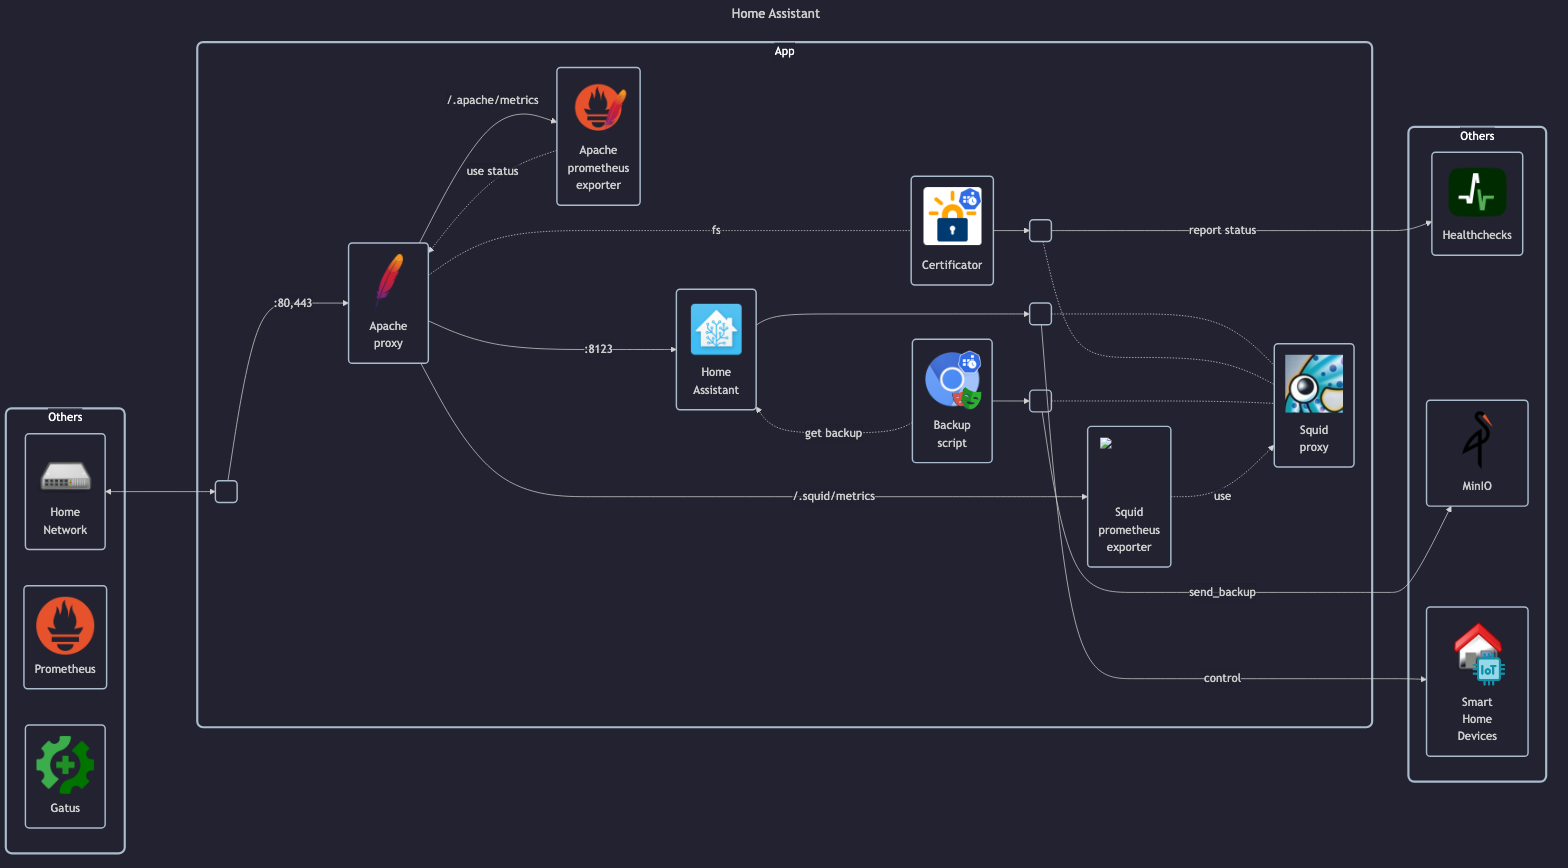 Home Assistant
App
/.apache/metrics
Apache
prometheus
exporter
use status
fs
Certificator
report status
Others
Healthchecks
Apache
proxy
:80,443
:8123
Home
Assistant
get backup
Backup
script
Squid
proxy
/.squid/metrics
Squid
prometheus
exporter
use
MinIO
send_backup
control
IoT
Smart
Home
Devices
Others
Home
Network
Prometheus
Gatus